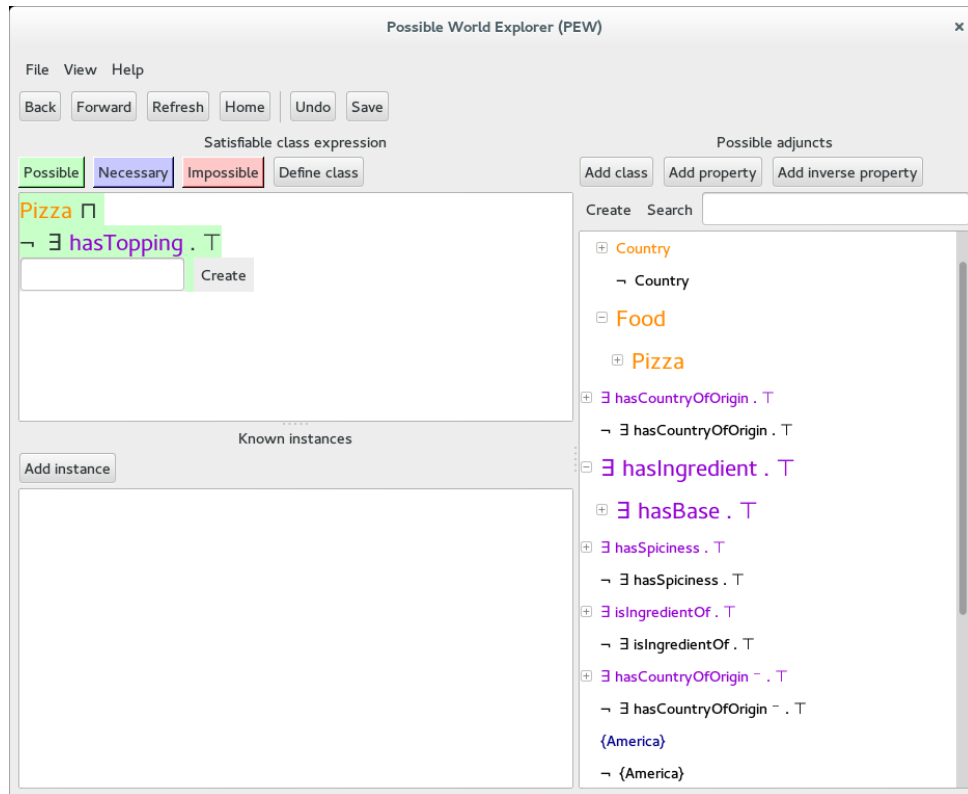 Possible World Explorer (PEW)
File View Help
Back Forward Refresh Home Undo Save
Satisfiable class expression
Possible Necessary Impossible Define class
Pizza ⊓
¬ ∃ hasTopping . ⊤
Create
Known instances
Add instance
Possible adjuncts
Add class Add property Add inverse property
Create Search
Country
¬ Country
Food
Pizza
∃ hasCountryOfOrigin . ⊤
¬ ∃ hasCountryOfOrigin . ⊤
∃ hasIngredient . ⊤
∃ hasBase . ⊤
∃ hasSpiciness . ⊤
¬ ∃ hasSpiciness . ⊤
∃ isIngredientOf . ⊤
¬ ∃ isIngredientOf . ⊤
∃ hasCountryOfOrigin ⁻ . ⊤
¬ ∃ hasCountryOfOrigin ⁻ . ⊤
{America}
¬ {America}